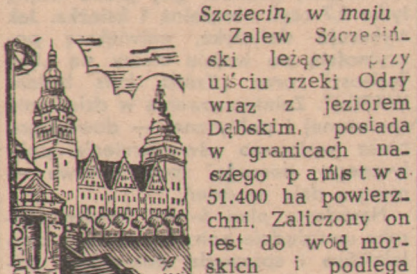 Szczecin, w maju
Zalew Szczeciń-
ski leżący przy
ujściu rzeki Odry
wraz z jeziorem
Dąbskim, posiada
w granicach na-
szego państwa
51.400 ha powierz-
chni. Zaliczony on
jest do wód mor-
skich i podlega